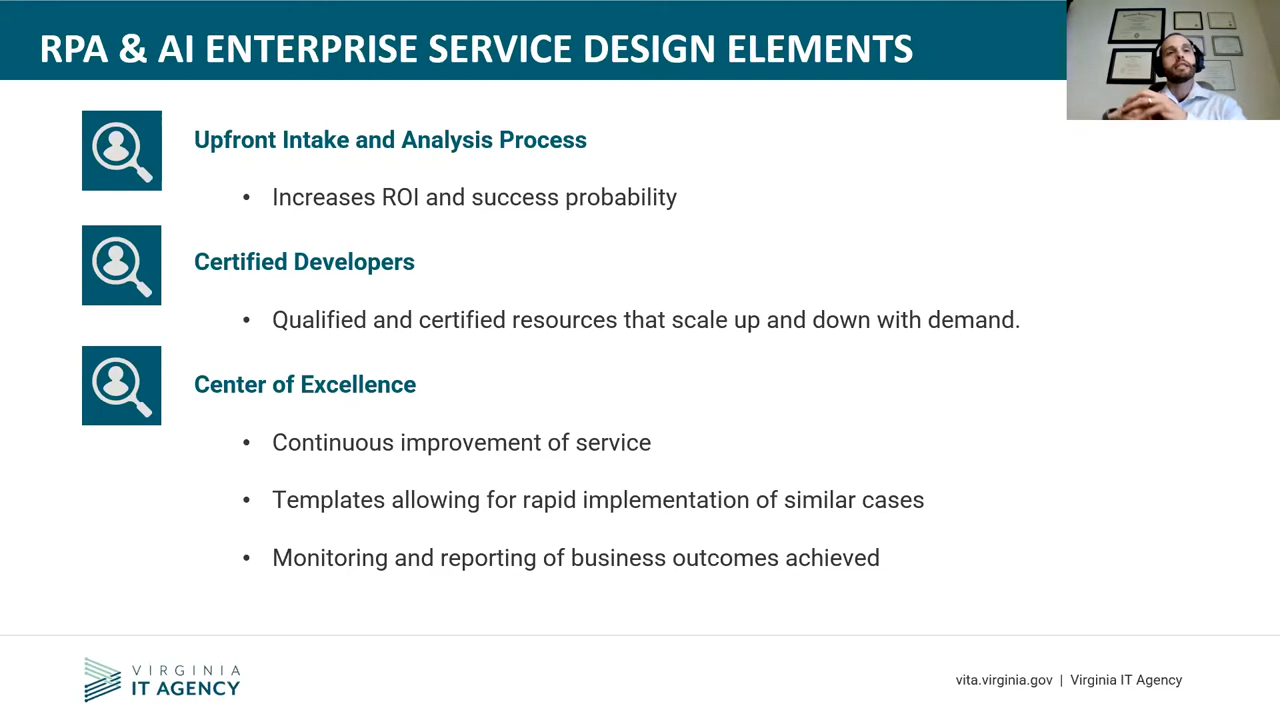 RPA & AI ENTERPRISE SERVICE DESIGN ELEMENTS
Upfront Intake and Analysis Process
• Increases ROI and success probability
Certified Developers
• Qualified and certified resources that scale up and down with demand.
Center of Excellence
• Continuous improvement of service
• Templates allowing for rapid implementation of similar cases
• Monitoring and reporting of business outcomes achieved
VIRGINIA
IT AGENCY
vita.virginia.gov | Virginia IT Agency